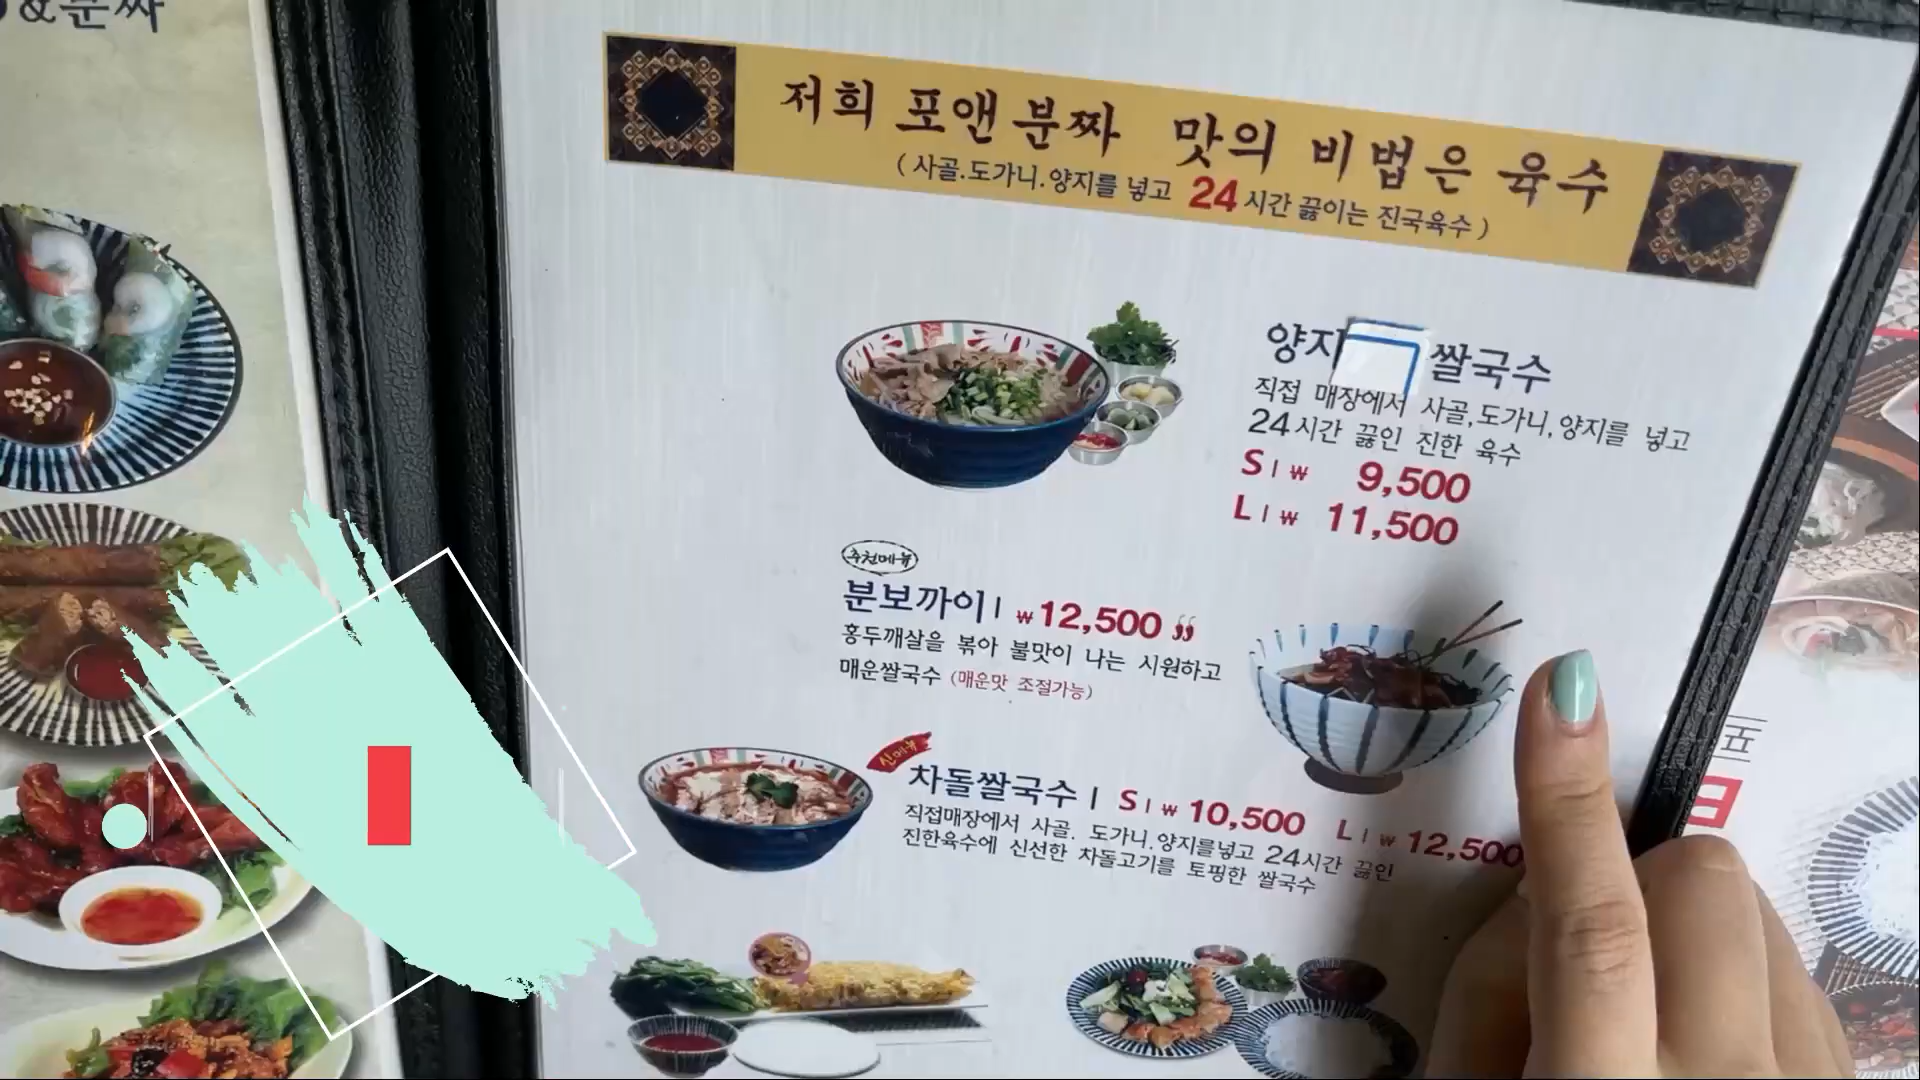 &분짜
저희 포앤분짜 맛의 비법은 육수
(사골.도가니.양지를 넣고 24시간 끓이는 진국육수)
양지 쌀국수
직접 매장에서 사골,도가니,양지를 넣고
24시간 끓인 진한 육수
S | ₩ 9,500
L | ₩ 11,500
추천메뉴
분보까이 | ₩12,500 "
홍두깨살을 볶아 불맛이 나는 시원하고
매운쌀국수 (매운맛 조절가능)
신메뉴
차돌쌀국수 | S | ₩ 10,500 L | ₩ 12,500
직접매장에서 사골. 도가니.양지를넣고 24시간 끓인
진한육수에 신선한 차돌고기를 토핑한 쌀국수